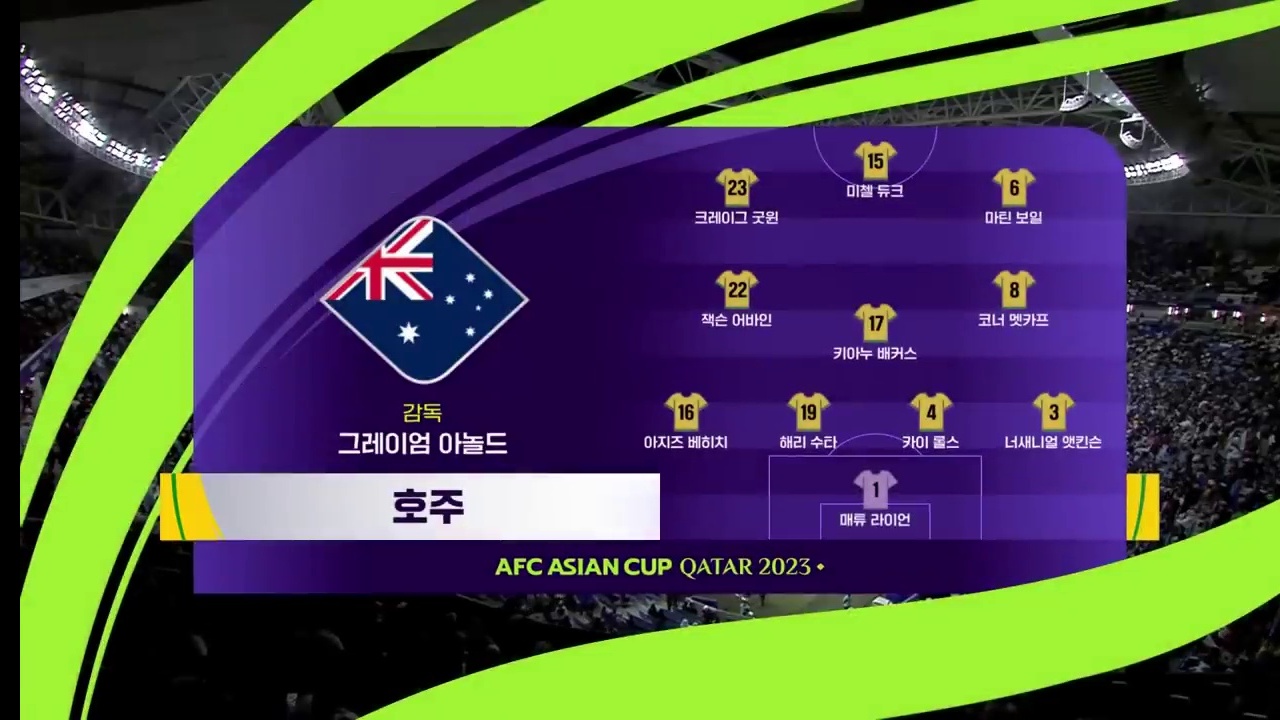 15
미첼 듀크
23
크레이그 굿윈
6
마틴 보일
22
잭슨 어바인
8
코너 멧카프
17
키아누 배커스
16
아지즈 베히치
19
해리 수타
4
카이 롤스
3
너새니얼 앳킨슨
1
매튜 라이언
감독
그레이엄 아놀드
호주
AFC ASIAN CUP QATAR 2023